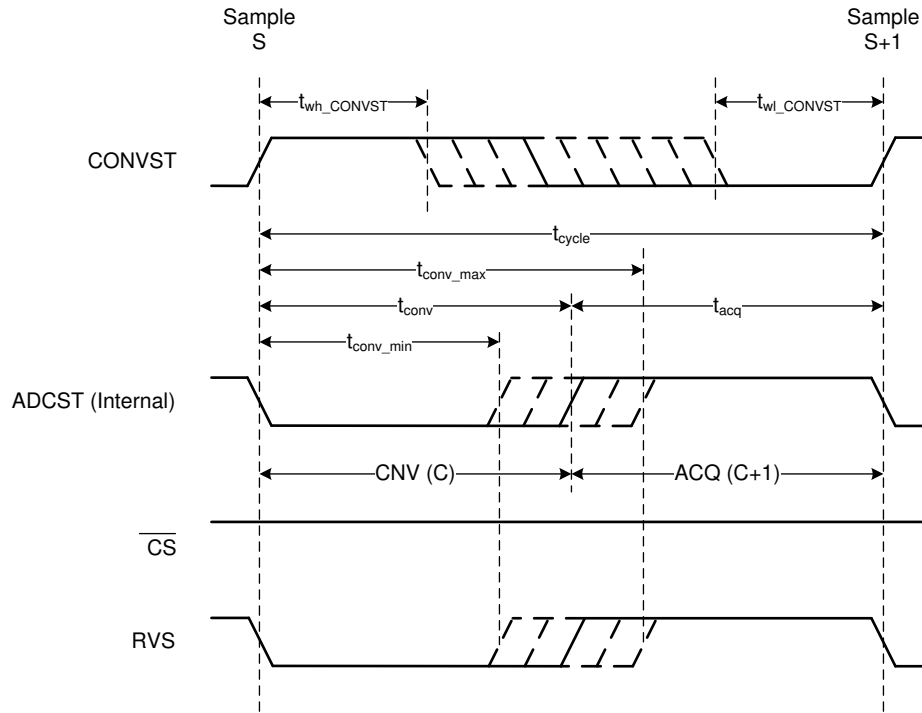 Sample
S
Sample
S+1
twh_CONVST
twl_CONVST
CONVST
tcycle
tconv_max
tconv
tacq
tconv_min
ADCST (Internal)
CNV (C)
ACQ (C+1)
CS
RVS